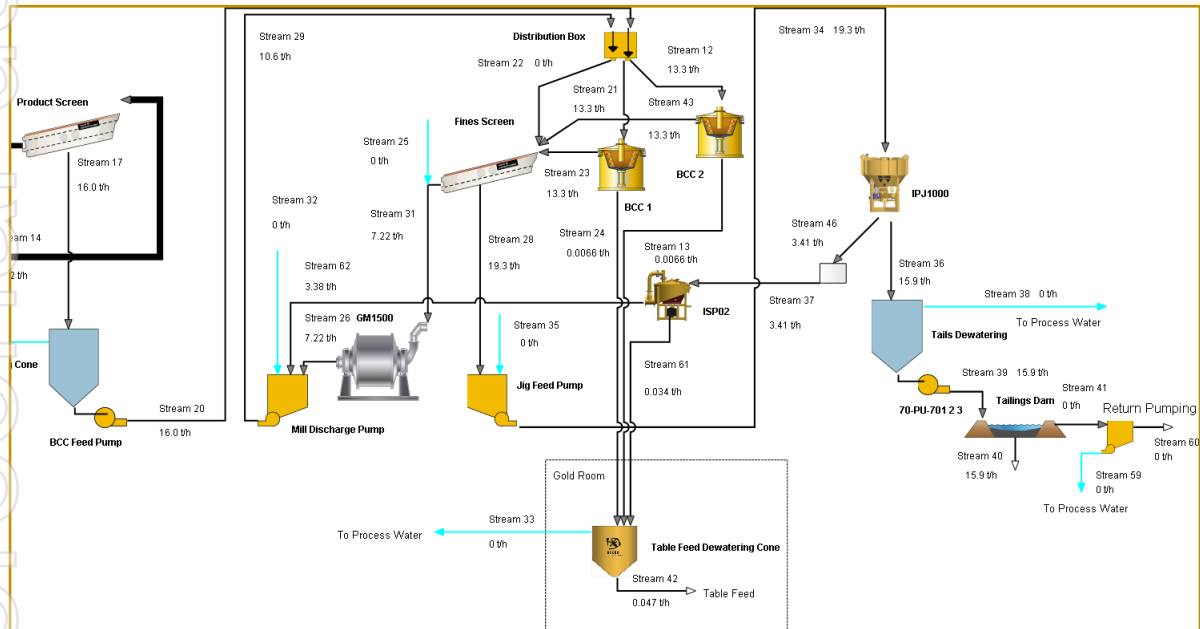 Stream 29
10.6 t/h
Distribution Box
Stream 12
13.3 t/h
Stream 34 19.3 t/h
Stream 22 0 t/h
Product Screen
Stream 21
13.3 t/h
Stream 43
13.3 t/h
Fines Screen
Stream 25
0 t/h
Stream 17
16.0 t/h
BCC 2
Stream 23
13.3 t/h
BCC 1
IPJ1000
Stream 32
0 t/h
Stream 31
7.22 t/h
Stream 28
19.3 t/h
Stream 24
0.0066 t/h
Stream 13
0.0066 t/h
Stream 46
3.41 t/h
eam 14
2 t/h
Stream 62
3.38 t/h
Stream 36
15.9 t/h
Stream 38 0 t/h
To Process Water
Stream 26
7.22 t/h
GM1500
ISP02
Stream 37
3.41 t/h
Stream 35
0 t/h
Tails Dewatering
g Cone
Stream 61
0.034 t/h
Jig Feed Pump
Stream 39 15.9 t/h
Stream 41
0 t/h
Tailings Dam
Return Pumping
70-PU-701 2 3
Stream 20
16.0 t/h
BCC Feed Pump
Mill Discharge Pump
Stream 60
0 t/h
Stream 40
15.9 t/h
Stream 59
0 t/h
To Process Water
Gold Room
Stream 33
0 t/h
To Process Water
Table Feed Dewatering Cone
Stream 42
0.047 t/h
Table Feed